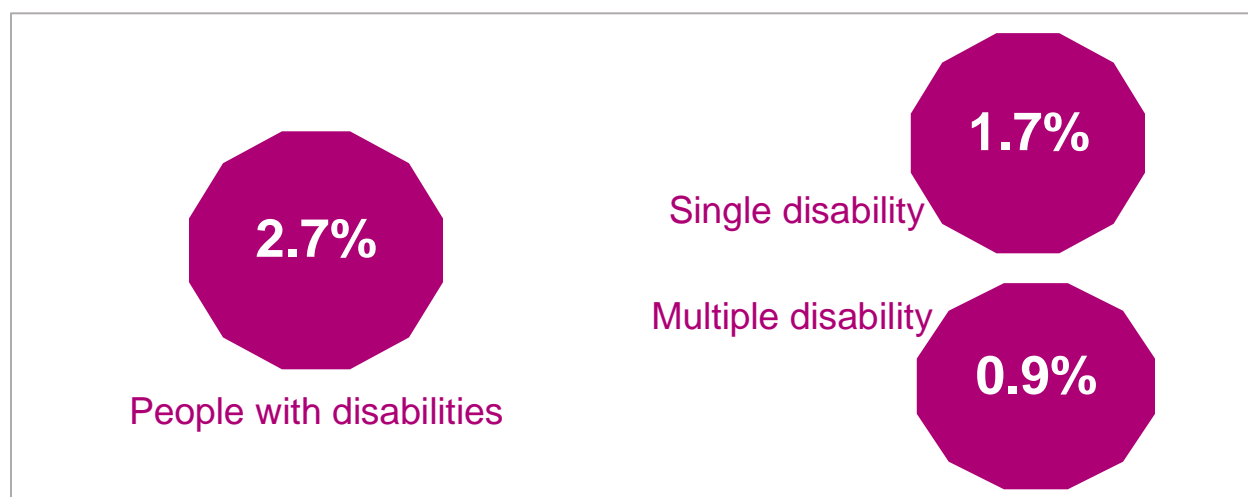 2.7%
People with disabilities
1.7%
Single disability
Multiple disability
0.9%